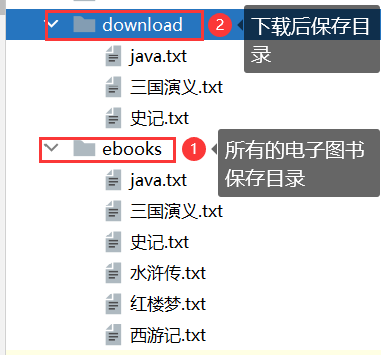 download
② 下载后保存目
录
java.txt
三国演义.txt
史记.txt
ebooks
① 所有的电子图书
保存目录
java.txt
三国演义.txt
史记.txt
水浒传.txt
红楼梦.txt
西游记.txt